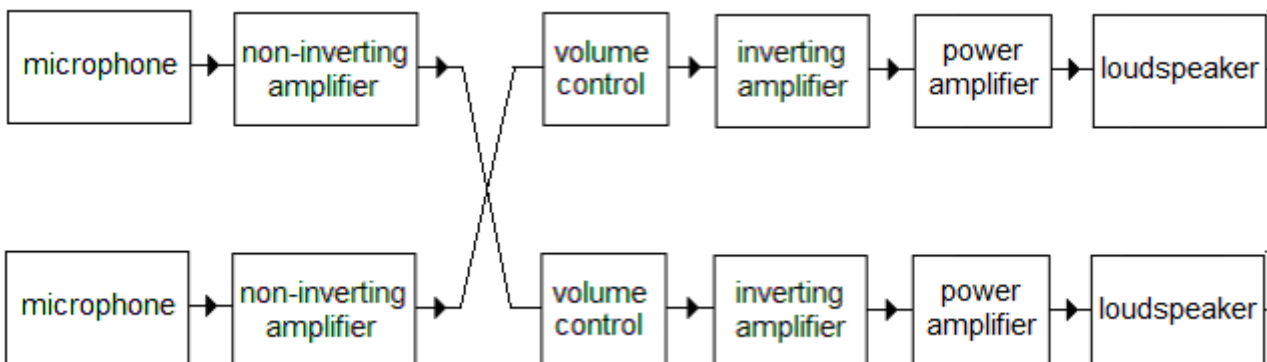 microphone
non-inverting
amplifier
volume
control
inverting
amplifier
power
amplifier
loudspeaker
microphone
non-inverting
amplifier
volume
control
inverting
amplifier
power
amplifier
loudspeaker